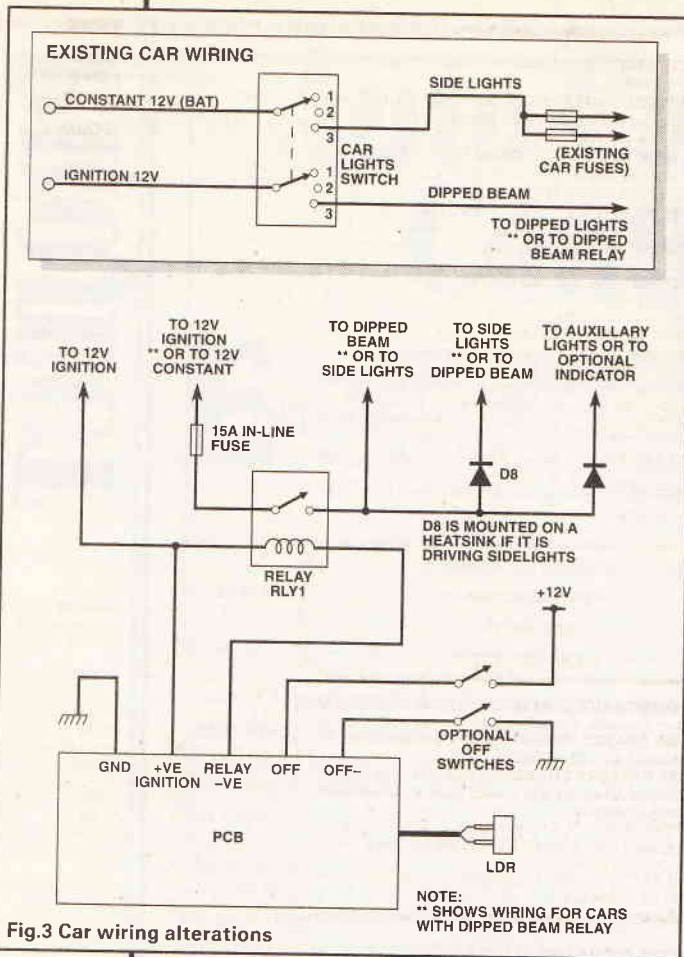 EXISTING CAR WIRING
CONSTANT 12V (BAT)
1
2
3
SIDE LIGHTS
(EXISTING
CAR FUSES)
CAR
LIGHTS
SWITCH
IGNITION 12V
1
2
3
DIPPED BEAM
TO DIPPED LIGHTS
** OR TO DIPPED
BEAM RELAY
TO 12V
IGNITION
TO 12V
IGNITION
** OR TO 12V
CONSTANT
TO DIPPED
BEAM
** OR TO
SIDE LIGHTS
TO SIDE
LIGHTS
** OR TO
DIPPED BEAM
TO AUXILLARY
LIGHTS OR TO
OPTIONAL
INDICATOR
15A IN-LINE
FUSE
D8
D8 IS MOUNTED ON A
HEATSINK IF IT IS
DRIVING SIDELIGHTS
RELAY
RLY1
+12V
OPTIONAL
OFF
SWITCHES
GND
+VE
IGNITION
RELAY
-VE
OFF
OFF-
PCB
LDR
NOTE:
** SHOWS WIRING FOR CARS
WITH DIPPED BEAM RELAY
Fig.3 Car wiring alterations